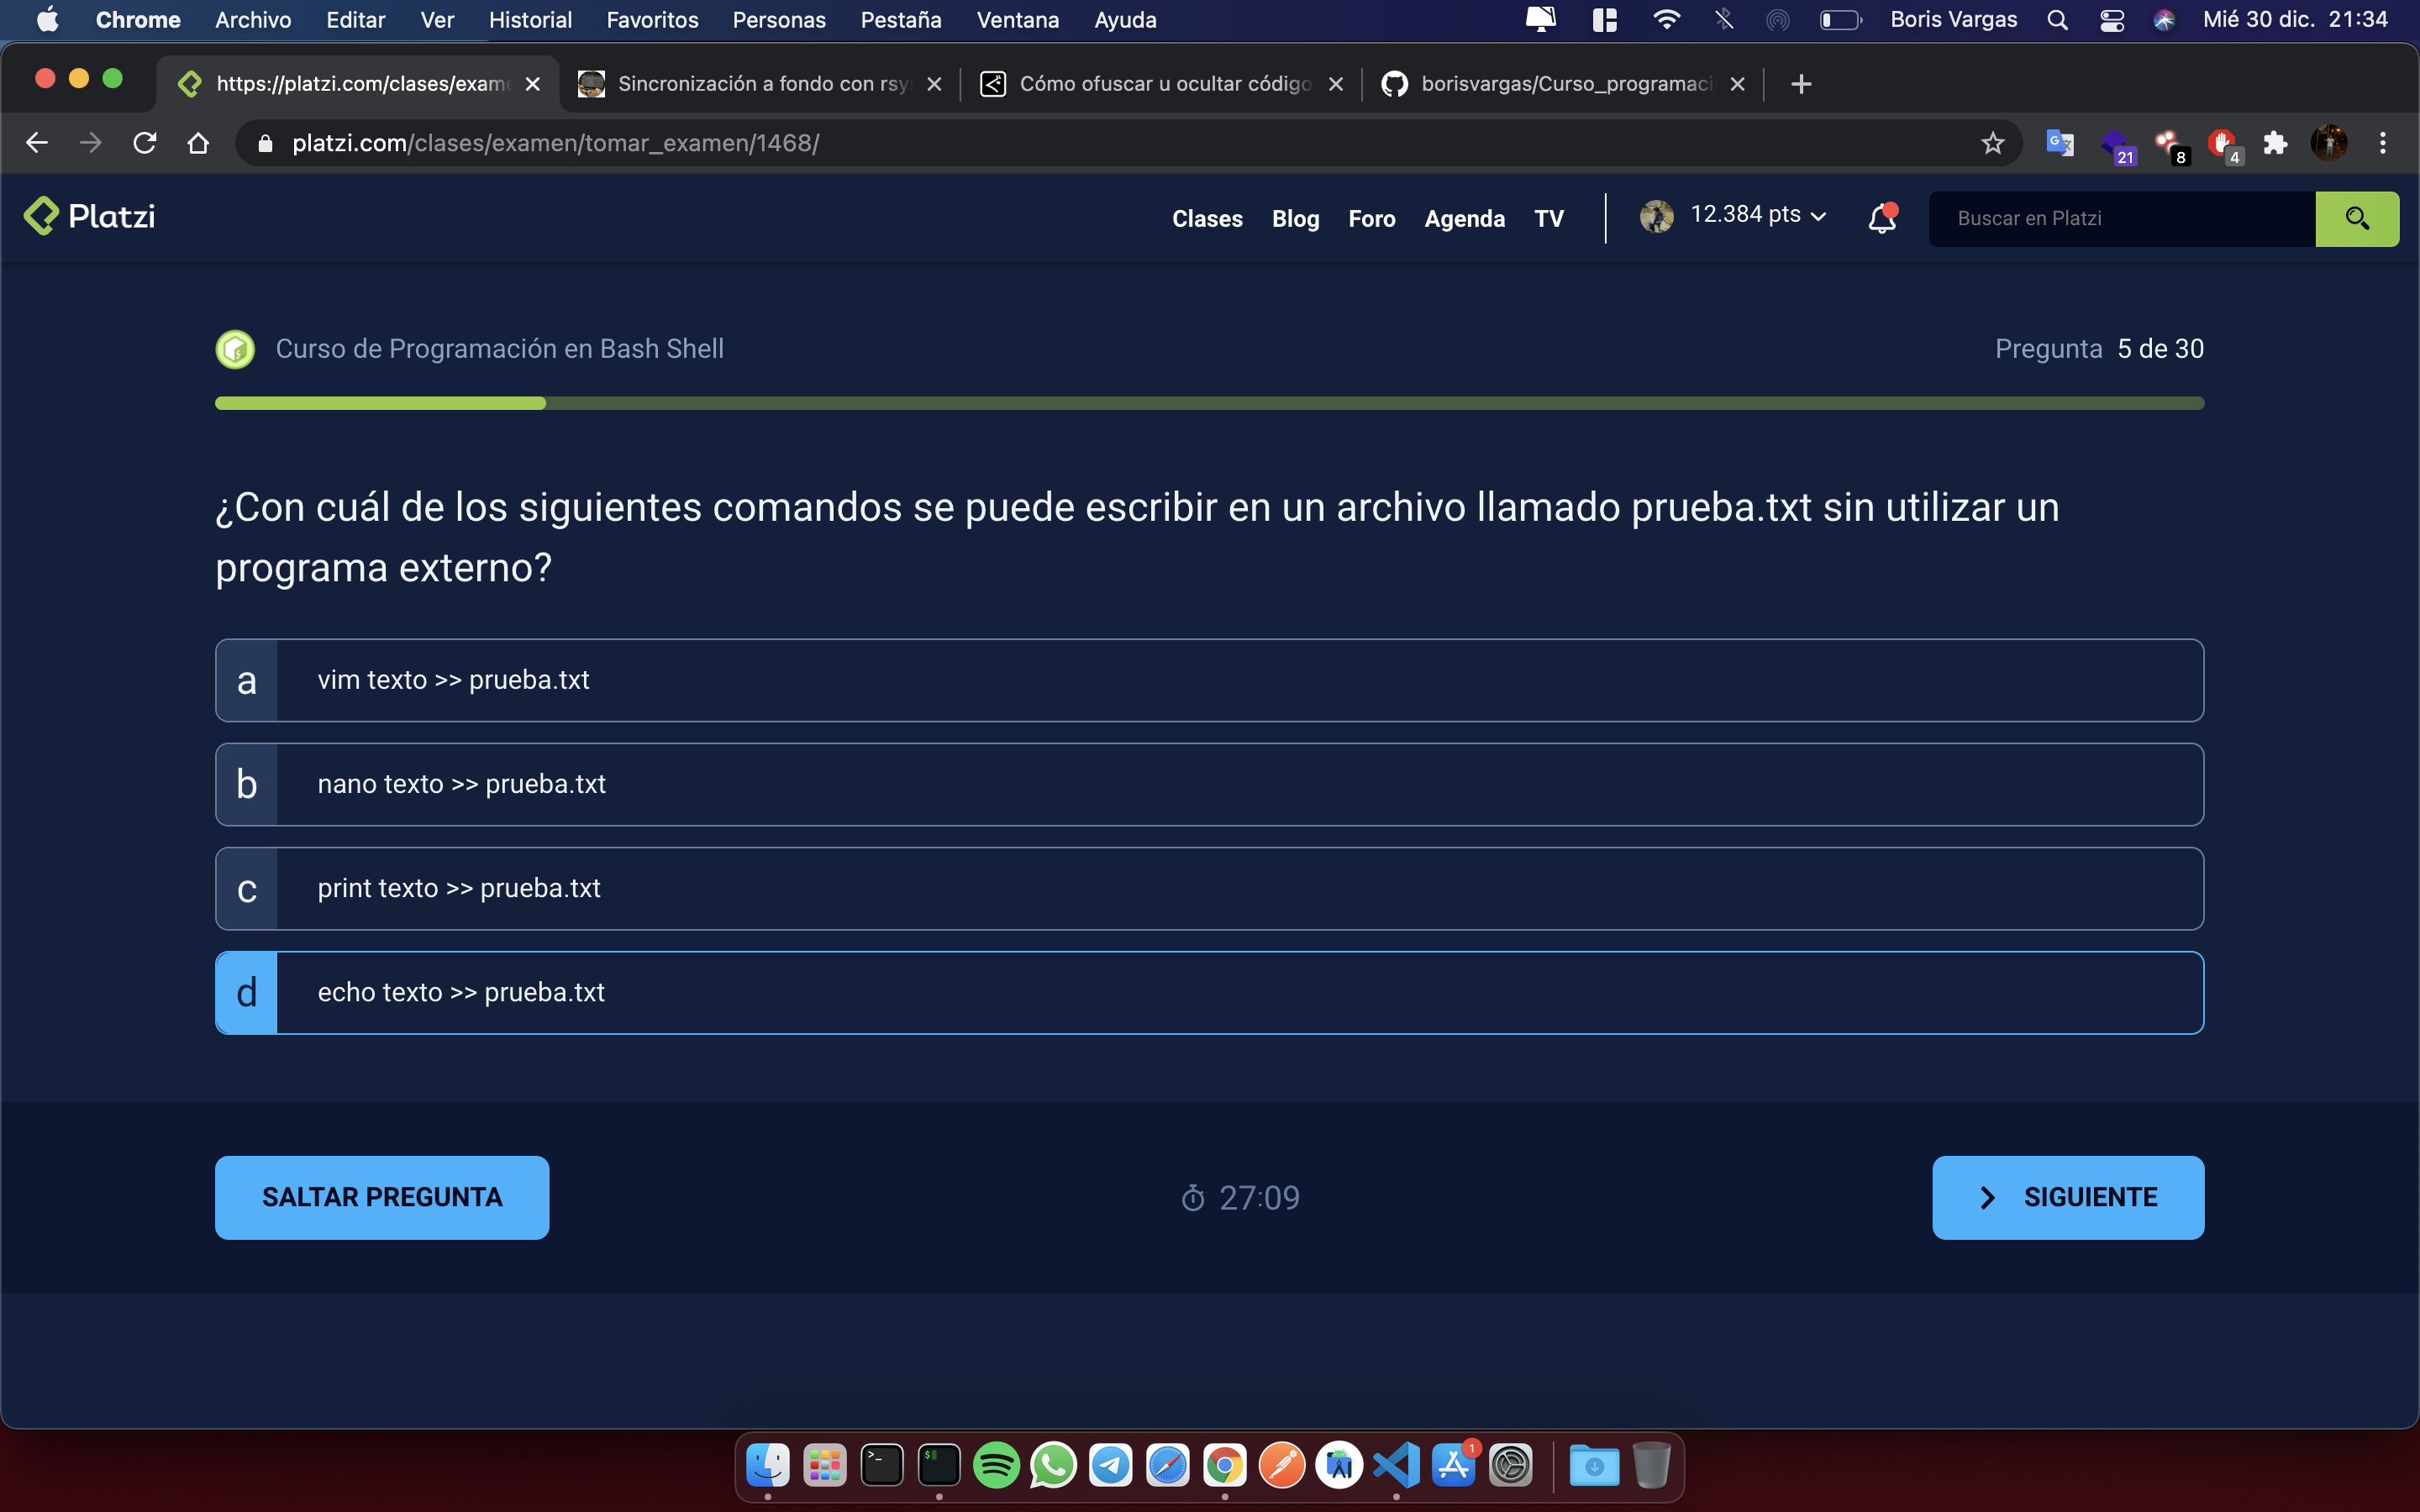 Chrome Archivo Editar Ver Historial Favoritos Personas Pestaña Ventana Ayuda Boris Vargas Mié 30 dic. 21:34
https://platzi.com/clases/exam Sincronización a fondo con rsy Cómo ofuscar u ocultar código borisvargas/Curso_programaci
platzi.com/clases/examen/tomar_examen/1468/ 21 8 4
Platzi Clases Blog Foro Agenda TV 12.384 pts Buscar en Platzi
Curso de Programación en Bash Shell Pregunta 5 de 30
¿Con cuál de los siguientes comandos se puede escribir en un archivo llamado prueba.txt sin utilizar un
programa externo?
a vim texto >> prueba.txt
b nano texto >> prueba.txt
c print texto >> prueba.txt
d echo texto >> prueba.txt
SALTAR PREGUNTA 27:09 SIGUIENTE
1